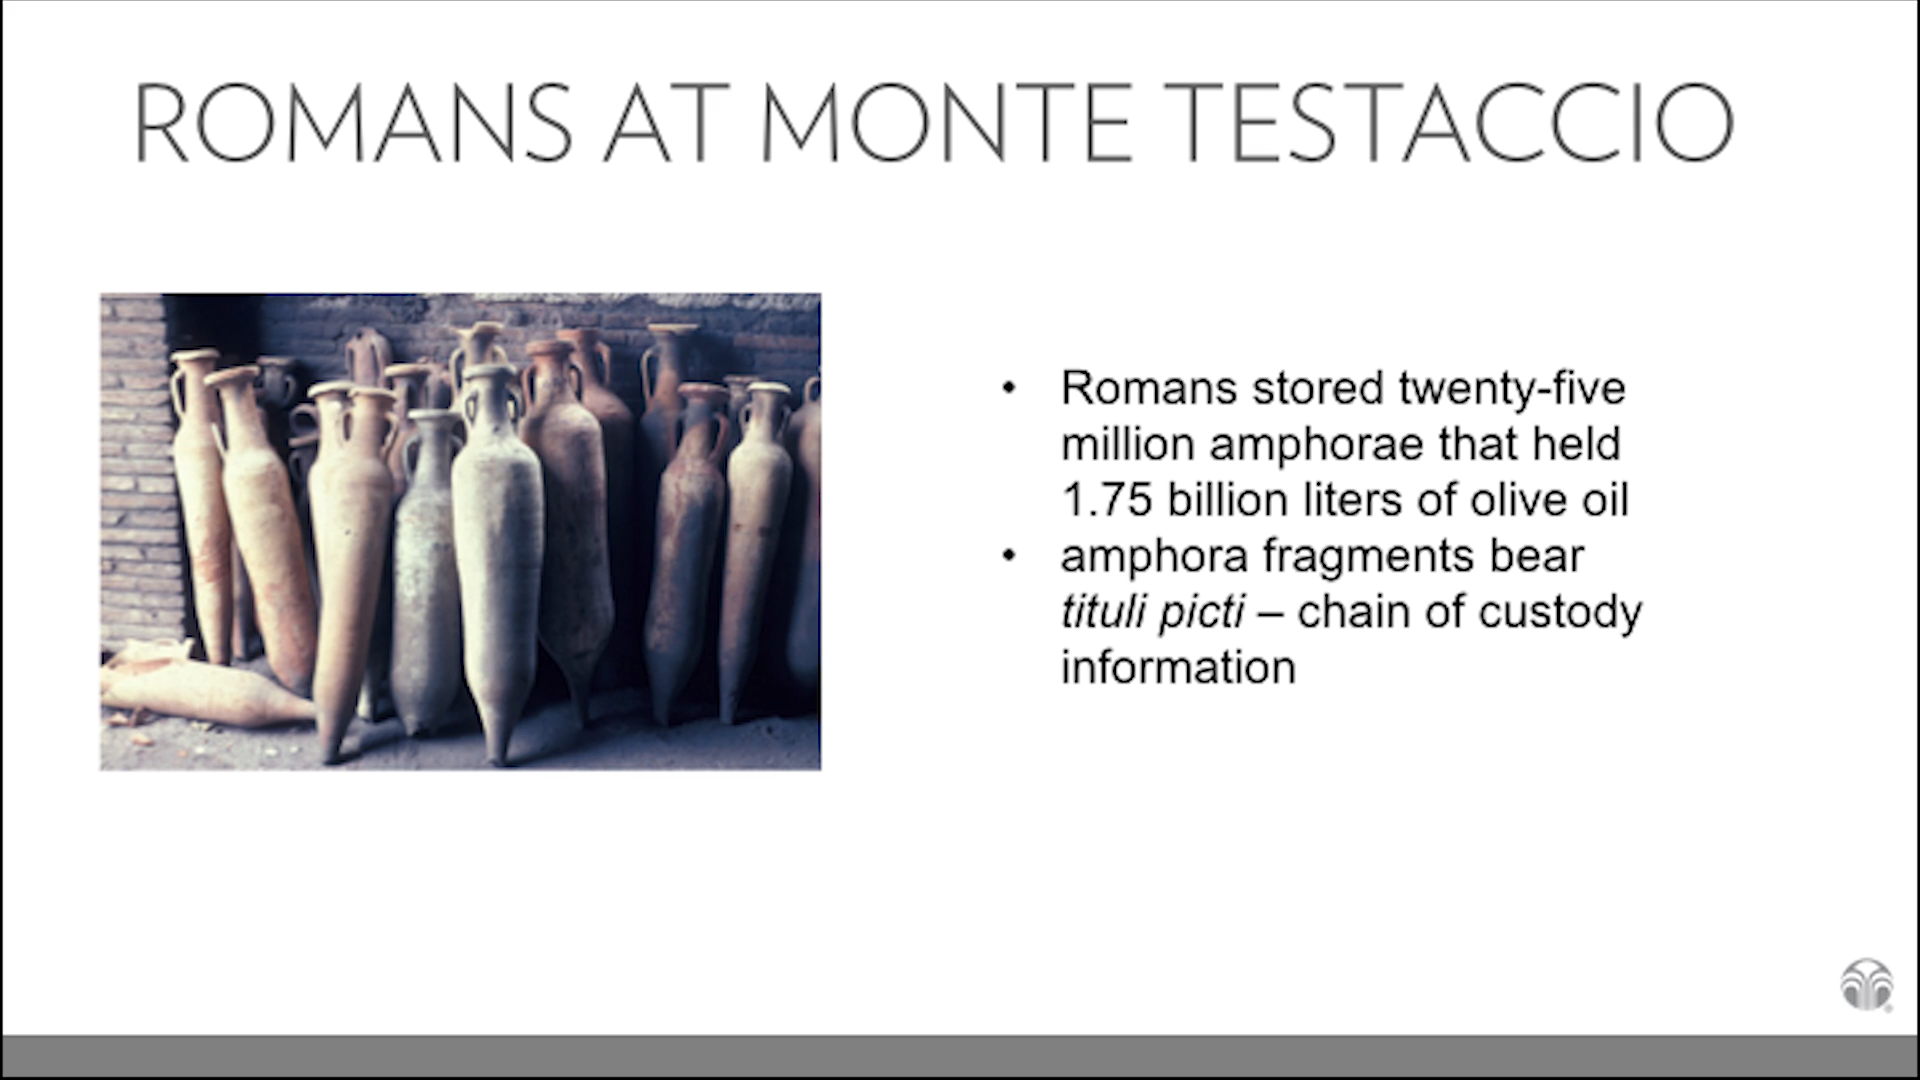 ROMANS AT MONTE TESTACCIO
• Romans stored twenty-five
million amphorae that held
1.75 billion liters of olive oil
• amphora fragments bear
tituli picti – chain of custody
information